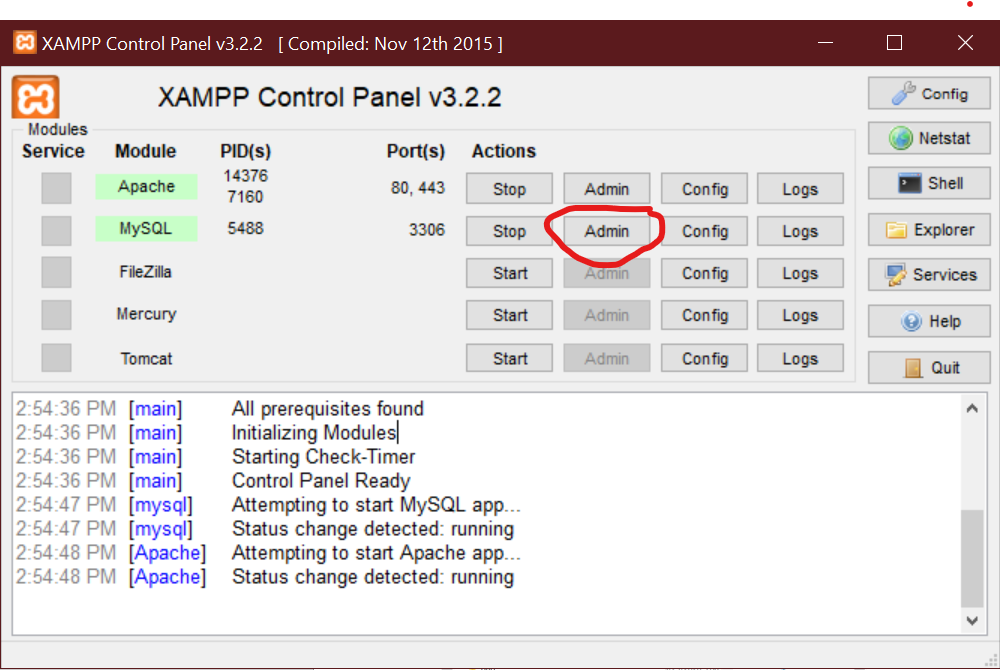 XAMPP Control Panel v3.2.2 [ Compiled: Nov 12th 2015 ]
XAMPP Control Panel v3.2.2
Config
Modules
Service Module PID(s) Port(s) Actions
Netstat
Apache 14376 7160 80, 443 Stop Admin Config Logs
Shell
MySQL 5488 3306 Stop Admin Config Logs
Explorer
FileZilla Start Admin Config Logs
Services
Mercury Start Admin Config Logs
Help
Tomcat Start Admin Config Logs
Quit
2:54:36 PM [main] All prerequisites found
2:54:36 PM [main] Initializing Modules
2:54:36 PM [main] Starting Check-Timer
2:54:36 PM [main] Control Panel Ready
2:54:47 PM [mysql] Attempting to start MySQL app...
2:54:47 PM [mysql] Status change detected: running
2:54:48 PM [Apache] Attempting to start Apache app...
2:54:48 PM [Apache] Status change detected: running